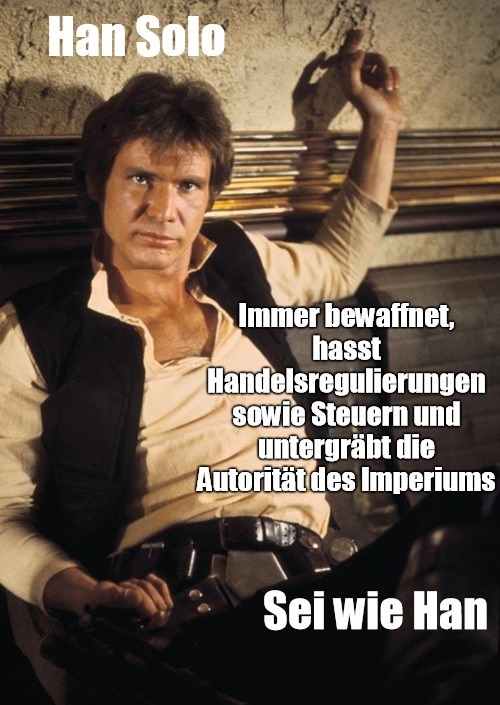 Han Solo
Immer bewaffnet,
hasst
Handelsregulierungen
sowie Steuern und
untergräbt die
Autorität des Imperiums
Sei wie Han